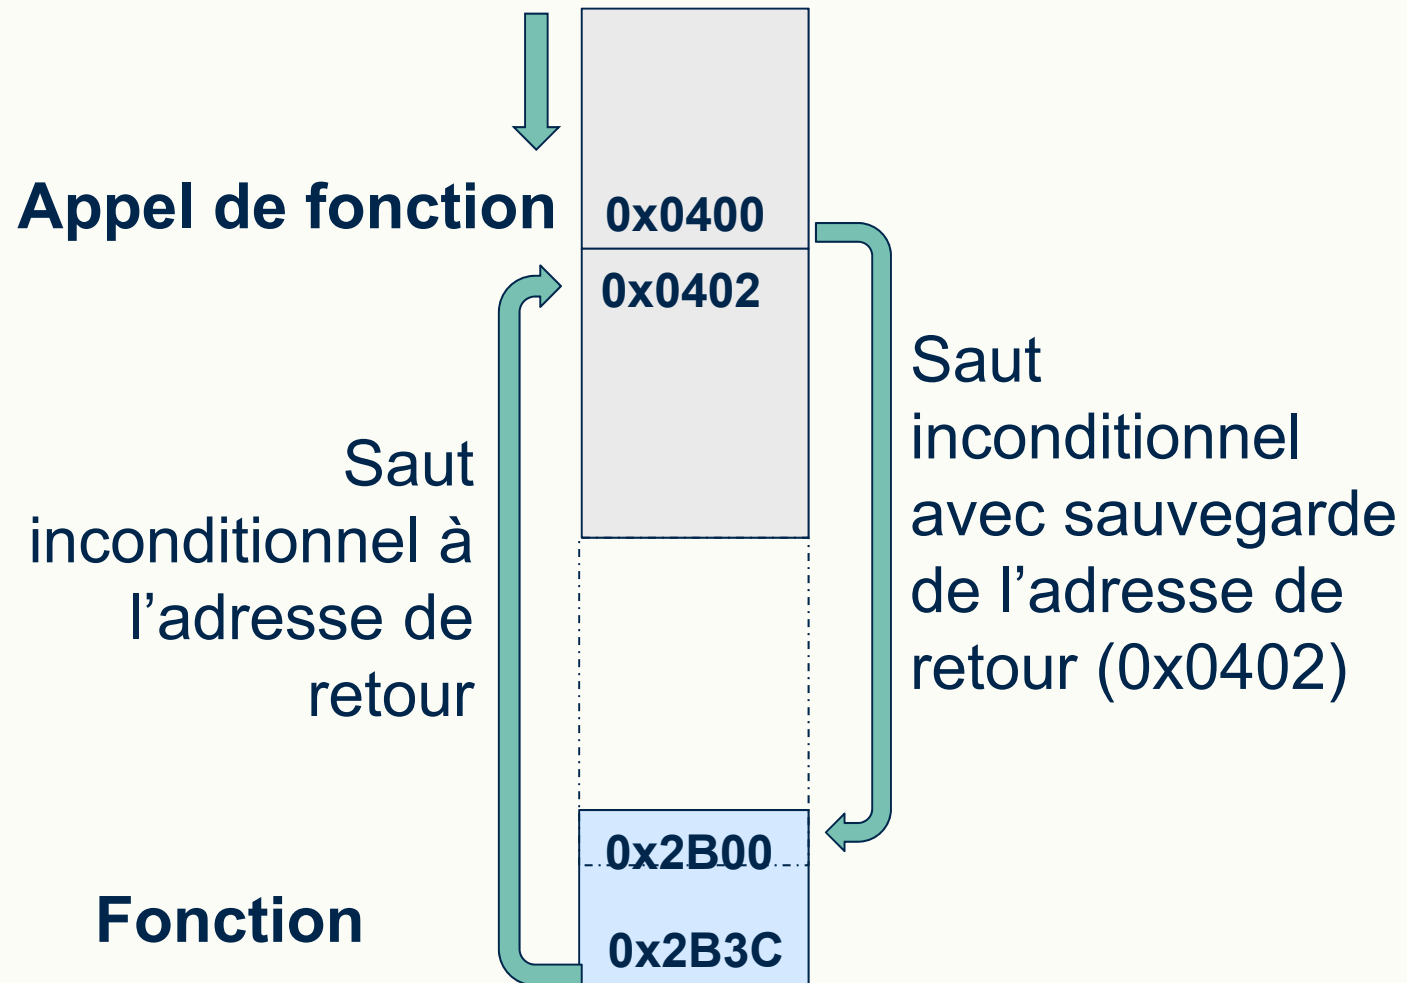 Appel de fonction
0x0400
0x0402
Saut
inconditionnel
avec sauvegarde
de l’adresse de
retour (0x0402)
Saut
inconditionnel à
l’adresse de
retour
0x2B00
Fonction
0x2B3C